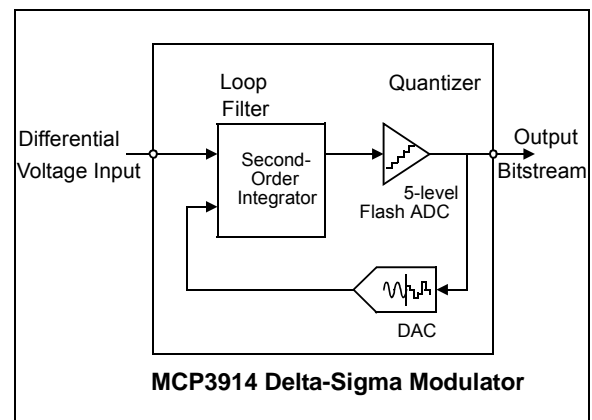 Loop
Filter
Quantizer
Differential
Voltage Input
Second-
Order
Integrator
5-level
Flash ADC
Output
Bitstream
DAC
MCP3914 Delta-Sigma Modulator